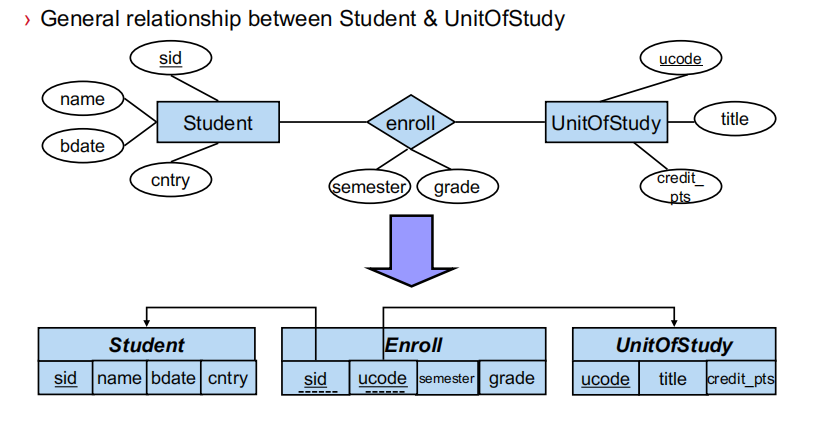 › General relationship between Student & UnitOfStudy
sid
ucode
name
Student
enroll
UnitOfStudy
title
bdate
cntry
semester
grade
credit_
pts
Student
Enroll
UnitOfStudy
sid name bdate cntry
sid ucode semester grade
ucode title credit_pts